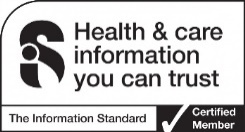 Health & care
information
you can trust
The Information Standard
Certified
Member